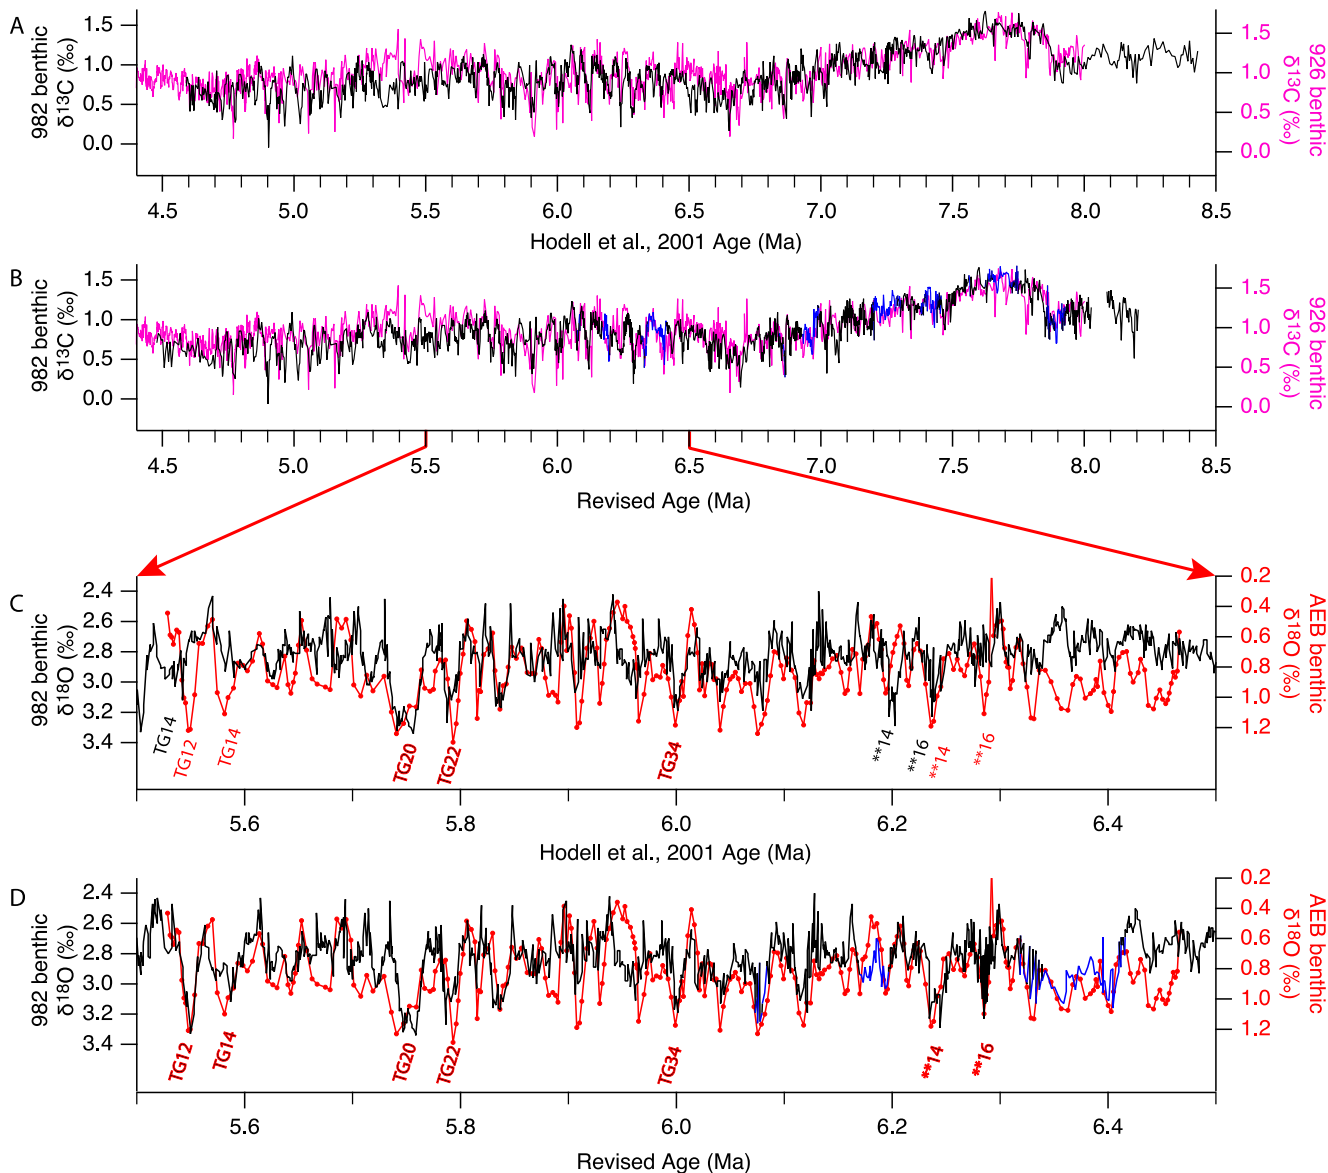 A
982 benthic
δ13C (‰)
1.5
1.0
0.5
0.0
926 benthic
δ13C (‰)
1.5
1.0
0.5
0.0
4.5 5.0 5.5 6.0 6.5 7.0 7.5 8.0 8.5
Hodell et al., 2001 Age (Ma)
B
982 benthic
δ13C (‰)
1.5
1.0
0.5
0.0
926 benthic
δ13C (‰)
1.5
1.0
0.5
0.0
4.5 5.0 5.5 6.0 6.5 7.0 7.5 8.0 8.5
Revised Age (Ma)
C
982 benthic
δ18O (‰)
2.4
2.6
2.8
3.0
3.2
3.4
AEB benthic
δ18O (‰)
0.2
0.4
0.6
0.8
1.0
1.2
TG14
TG12
TG14
TG20
TG22
TG34
**14
**16
**14
**16
5.6 5.8 6.0 6.2 6.4
Hodell et al., 2001 Age (Ma)
D
982 benthic
δ18O (‰)
2.4
2.6
2.8
3.0
3.2
3.4
AEB benthic
δ18O (‰)
0.2
0.4
0.6
0.8
1.0
1.2
TG12
TG14
TG20
TG22
TG34
**14
**16
5.6 5.8 6.0 6.2 6.4
Revised Age (Ma)